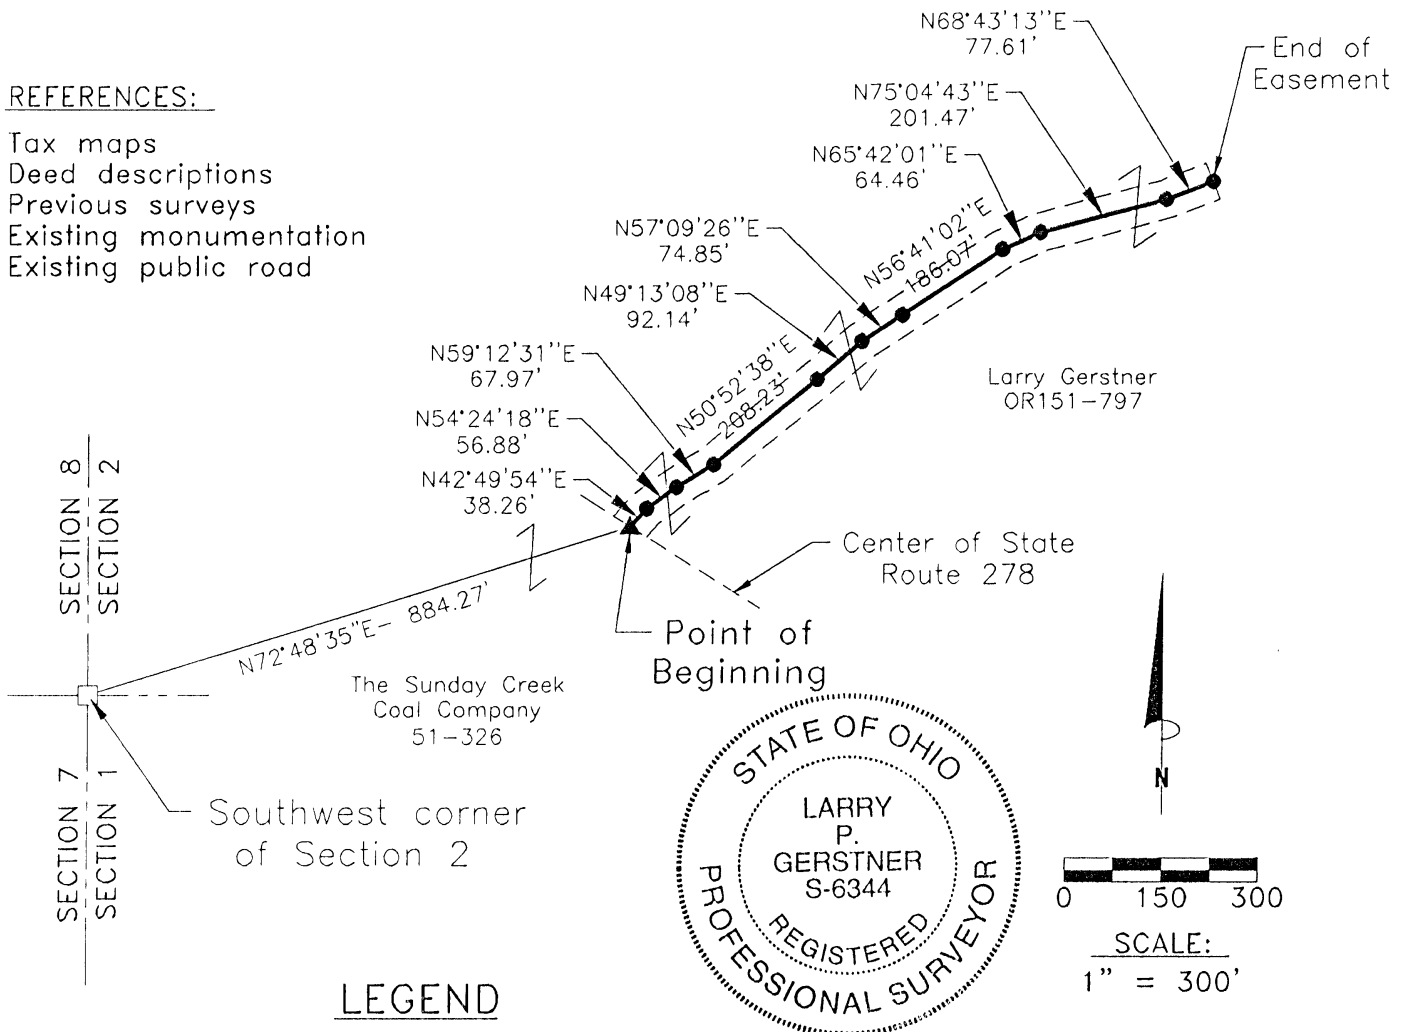 REFERENCES:
Tax maps
Deed descriptions
Previous surveys
Existing monumentation
Existing public road
N68°43'13''E
77.61'
End of
Easement
N75°04'43''E
201.47'
N65°42'01''E
64.46'
N56°41'02''E
186.07'
N57°09'26''E
74.85'
N49°13'08''E
92.14'
N50°52'38''E
208.23'
N59°12'31''E
67.97'
N54°24'18''E
56.88'
N42°49'54''E
38.26'
Larry Gerstner
OR151-797
Center of State
Route 278
Point of
Beginning
N72°48'35"E- 884.27'
SECTION 8
SECTION 2
The Sunday Creek
Coal Company
51-326
SECTION 7
SECTION 1
Southwest corner
of Section 2
STATE OF OHIO
LARRY
P.
GERSTNER
S-6344
REGISTERED
PROFESSIONAL SURVEYOR
N
0 150 300
SCALE:
1" = 300'
LEGEND